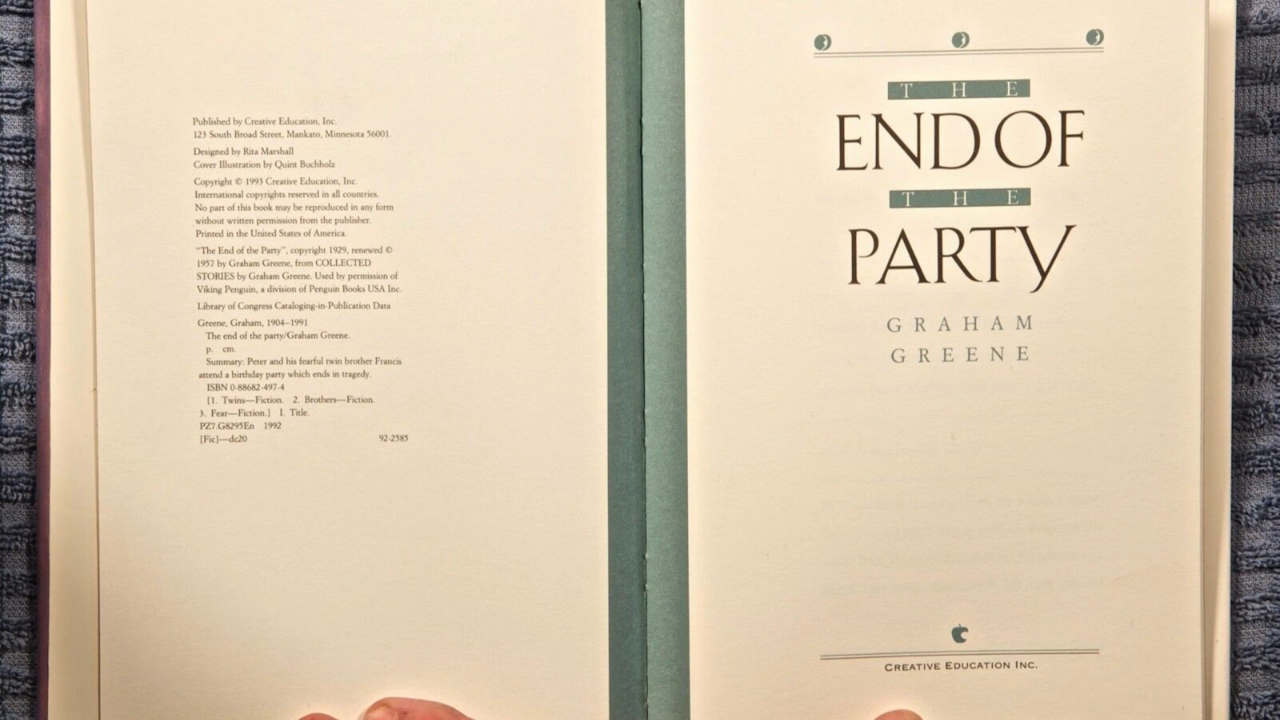 Published by Creative Education, Inc.
123 South Broad Street, Mankato, Minnesota 56001.
Designed by Rita Marshall
Cover Illustration by Quint Buchholz
Copyright © 1993 Creative Education, Inc.
International copyrights reserved in all countries.
No part of this book may be reproduced in any form
without written permission from the publisher.
Printed in the United States of America.
"The End of the Party", copyright 1929, renewed ©
1957 by Graham Greene, from COLLECTED
STORIES by Graham Greene. Used by permission of
Viking Penguin, a division of Penguin Books USA Inc.
Library of Congress Cataloging-in-Publication Data
Greene, Graham, 1904–1991
The end of the party/Graham Greene.
p. cm.
Summary: Peter and his fearful twin brother Francis
attend a birthday party which ends in tragedy.
ISBN 0-88682-497-4
[1. Twins—Fiction. 2. Brothers—Fiction.
3. Fear—Fiction.] I. Title.
PZ7.G8295En 1992
[Fic]—dc20 92-2585
THE
END OF
THE
PARTY
GRAHAM
GREENE
CREATIVE EDUCATION INC.